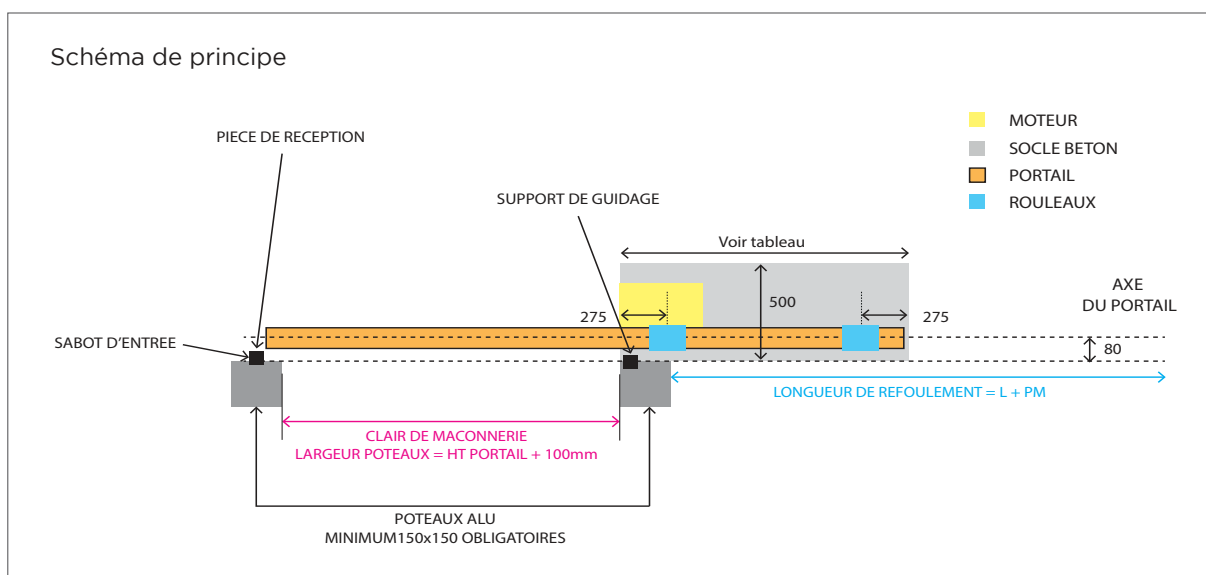 Schéma de principe
MOTEUR
SOCLE BETON
PORTAIL
ROULEAUX
PIECE DE RECEPTION
SUPPORT DE GUIDAGE
Voir tableau
500
275
275
AXE
DU PORTAIL
SABOT D'ENTREE
80
LONGUEUR DE REFOULEMENT = L + PM
CLAIR DE MACONNERIE
LARGEUR POTEAUX = HT PORTAIL + 100mm
POTEAUX ALU
MINIMUM150x150 OBLIGATOIRES